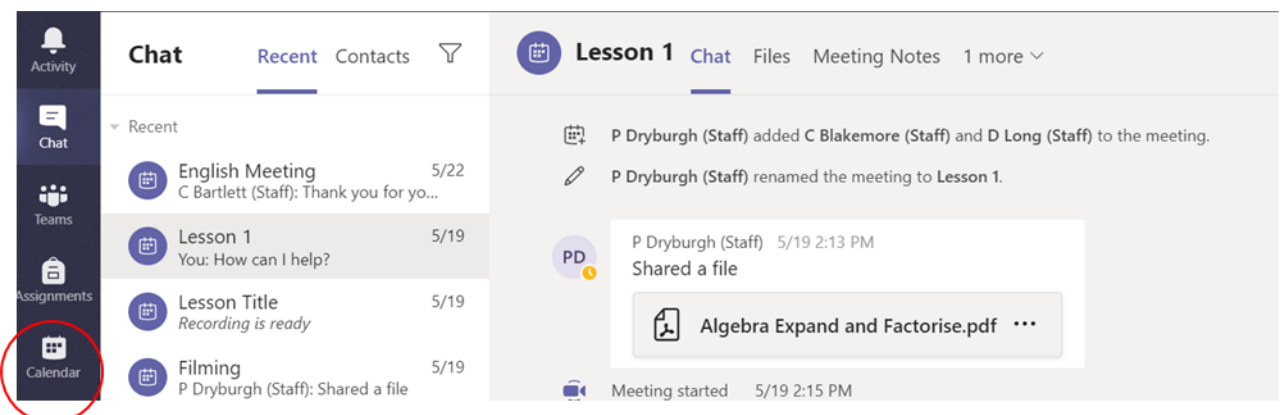 Activity
Chat
Teams
Assignments
Calendar
Chat Recent Contacts
Recent
English Meeting 5/22
C Bartlett (Staff): Thank you for yo...
Lesson 1 5/19
You: How can I help?
Lesson Title 5/19
Recording is ready
Filming 5/19
P Dryburgh (Staff): Shared a file
Lesson 1 Chat Files Meeting Notes 1 more
P Dryburgh (Staff) added C Blakemore (Staff) and D Long (Staff) to the meeting.
P Dryburgh (Staff) renamed the meeting to Lesson 1.
PD
P Dryburgh (Staff) 5/19 2:13 PM
Shared a file
Algebra Expand and Factorise.pdf ...
Meeting started 5/19 2:15 PM